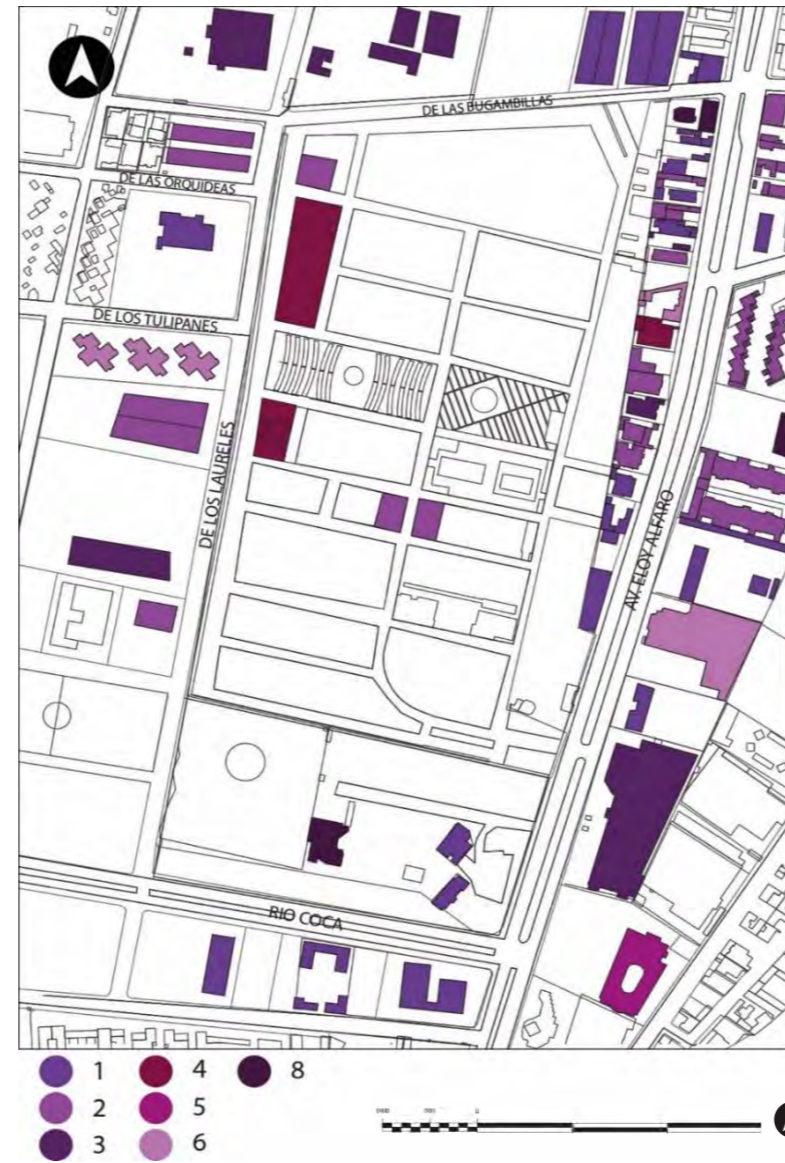 DE LAS BUGAMBILLAS
DE LAS ORQUIDEAS
DE LOS TULIPANES
DE LOS LAURELES
AV. ELOY ALFARO
RIO COCA
1 4 8
2 5
3 6
0